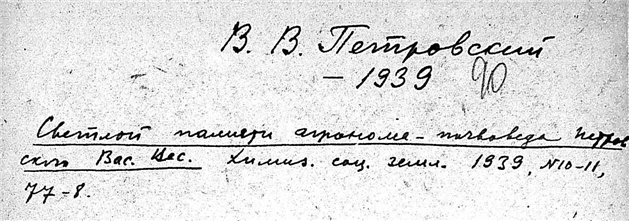 В. В. Петровский
– 1939 90
Светлой памяти агронома-почвоведа Петров
ского Вас. Вас. Химиз. соц. земл. 1939, №10-11,
77-8.